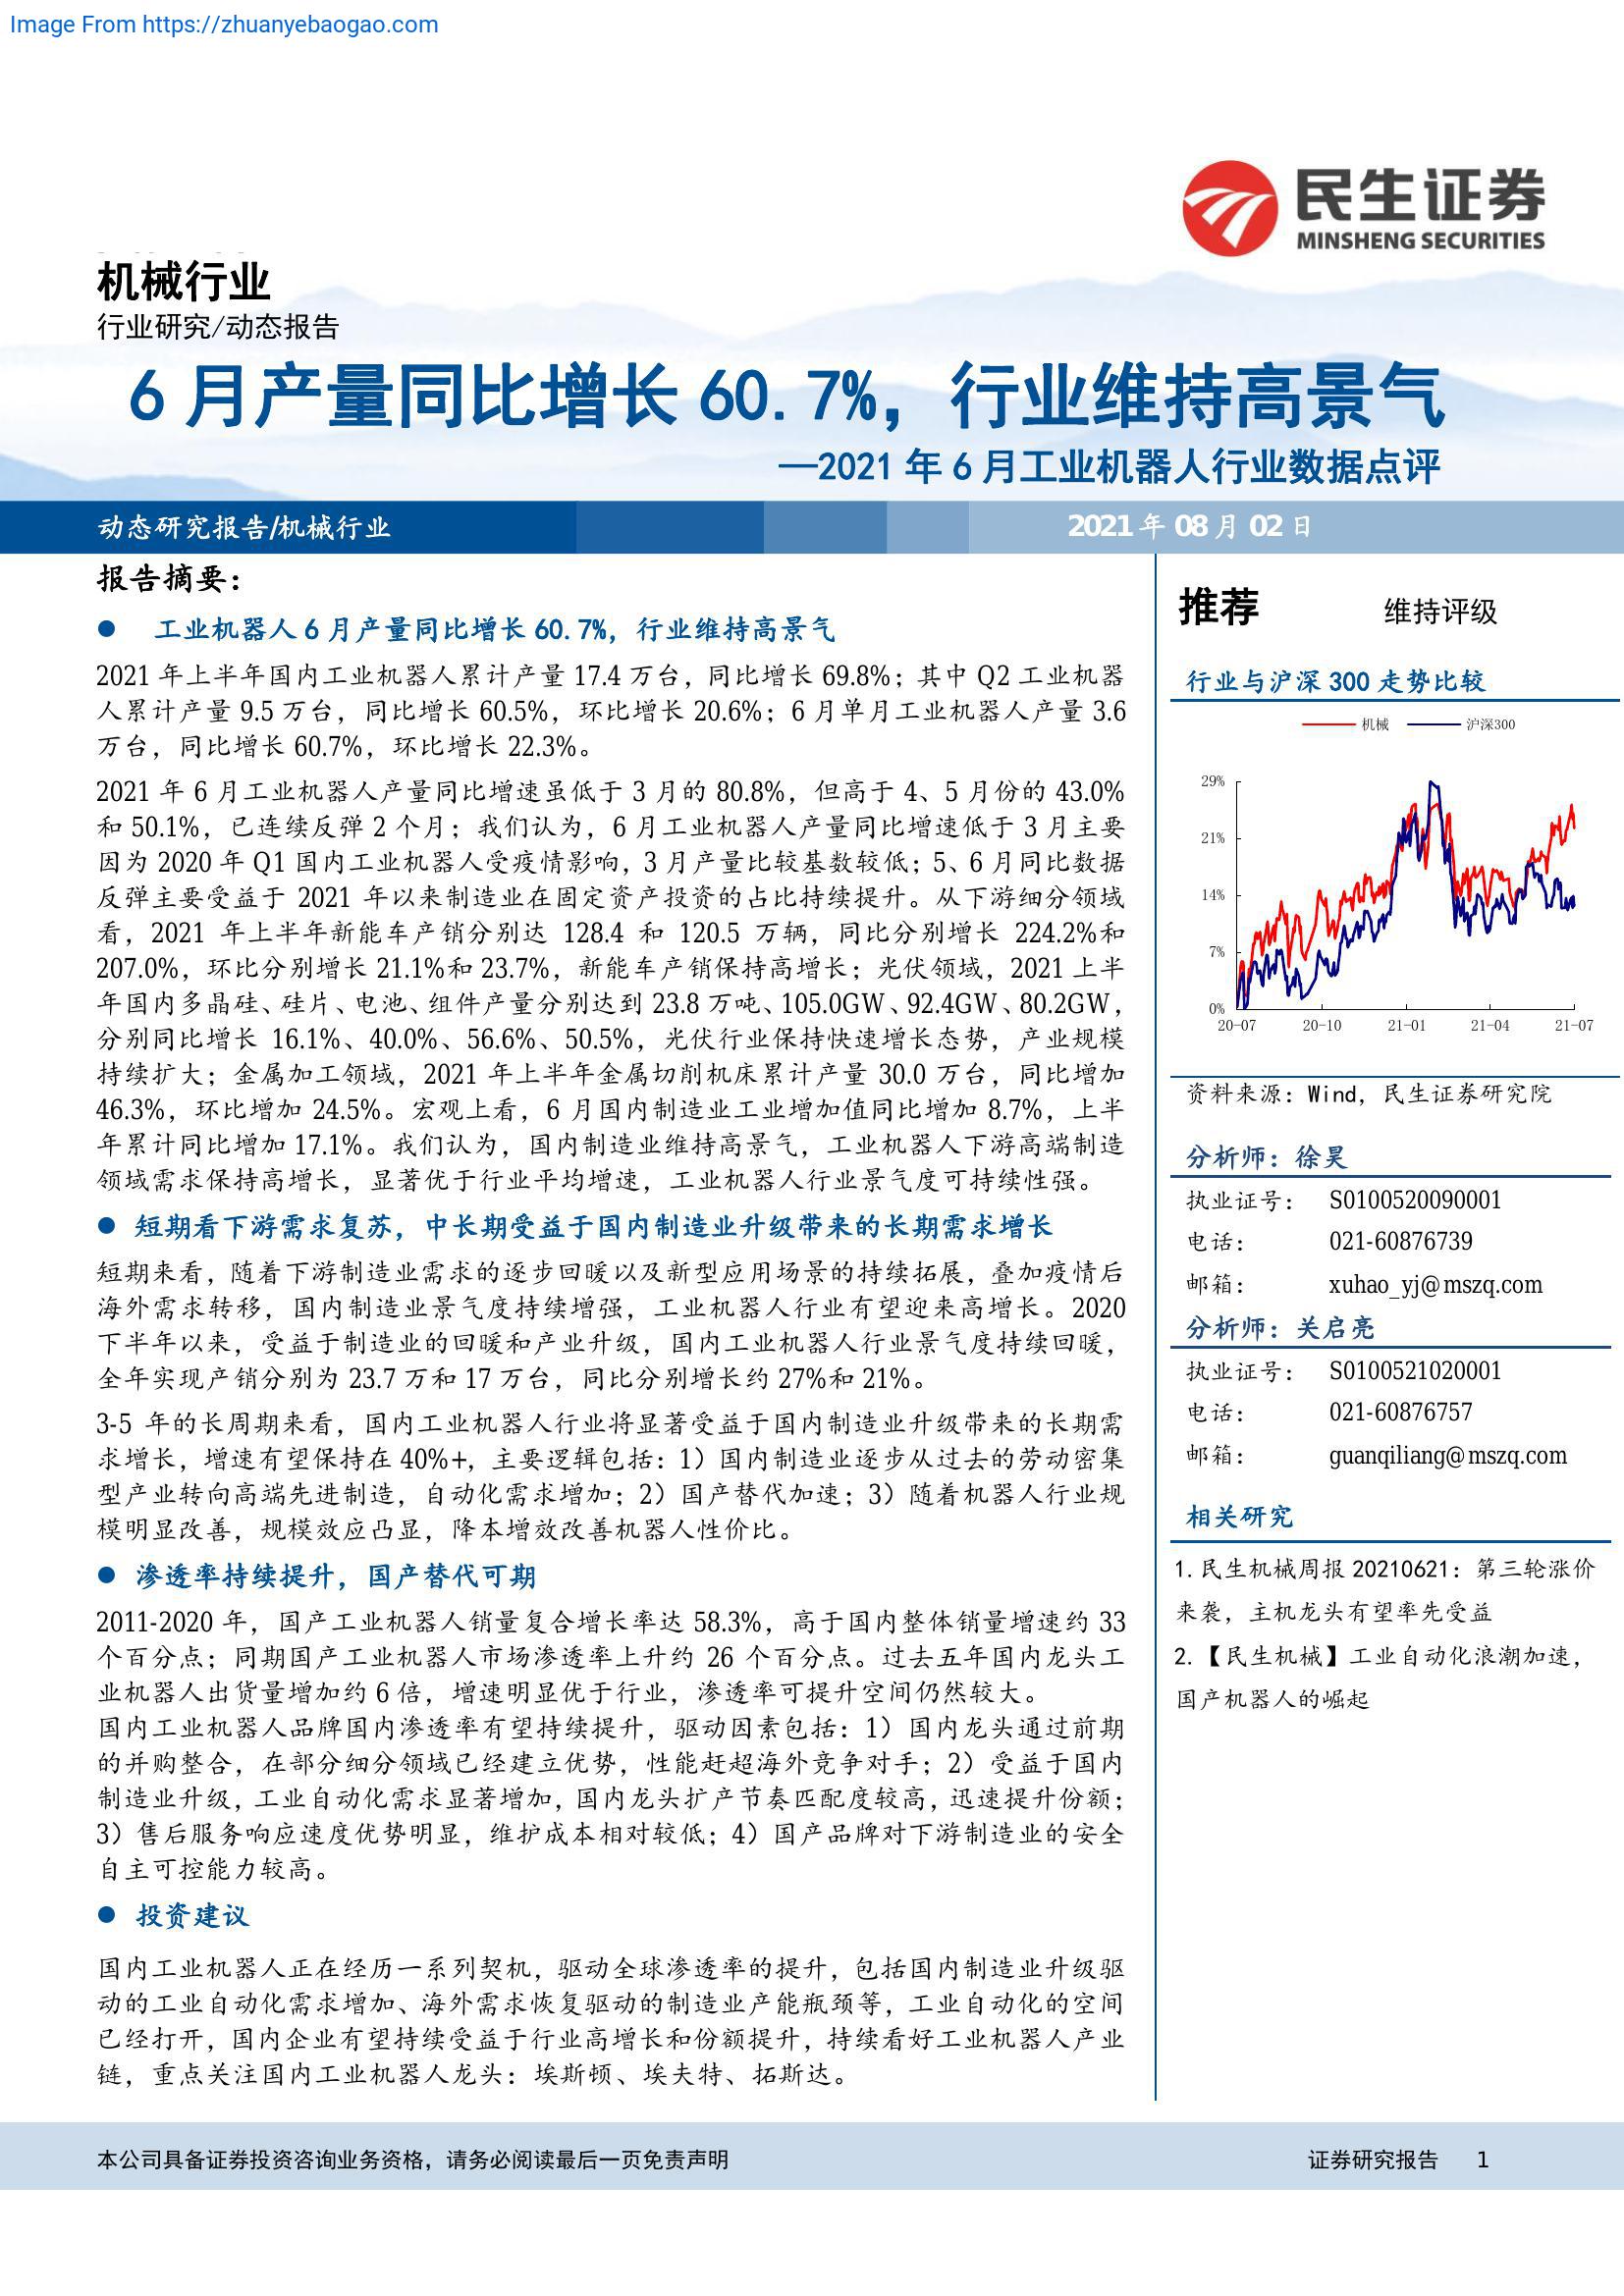 Image From https://zhuanyebaogao.com
民生证券
MINSHENG SECURITIES
机械行业
行业研究/动态报告
6 月产量同比增长 60.7%，行业维持高景气
—2021 年 6 月工业机器人行业数据点评
动态研究报告/机械行业
2021 年 08 月 02 日
报告摘要：
● 工业机器人 6 月产量同比增长 60.7%，行业维持高景气
2021 年上半年国内工业机器人累计产量 17.4 万台，同比增长 69.8%；其中 Q2 工业机器
人累计产量 9.5 万台，同比增长 60.5%，环比增长 20.6%；6 月单月工业机器人产量 3.6
万台，同比增长 60.7%，环比增长 22.3%。
2021 年 6 月工业机器人产量同比增速虽低于 3 月的 80.8%，但高于 4、5 月份的 43.0%
和 50.1%，已连续反弹 2 个月；我们认为，6 月工业机器人产量同比增速低于 3 月主要
因为 2020 年 Q1 国内工业机器人受疫情影响，3 月产量比较基数较低；5、6 月同比数据
反弹主要受益于 2021 年以来制造业在固定资产投资的占比持续提升。从下游细分领域
看，2021 年上半年新能车产销分别达 128.4 和 120.5 万辆，同比分别增长 224.2%和
207.0%，环比分别增长 21.1%和 23.7%，新能车产销保持高增长；光伏领域，2021 上半
年国内多晶硅、硅片、电池、组件产量分别达到 23.8 万吨、105.0GW、92.4GW、80.2GW，
分别同比增长 16.1%、40.0%、56.6%、50.5%，光伏行业保持快速增长态势，产业规模
持续扩大；金属加工领域，2021 年上半年金属切削机床累计产量 30.0 万台，同比增加
46.3%，环比增加 24.5%。宏观上看，6 月国内制造业工业增加值同比增加 8.7%，上半
年累计同比增加 17.1%。我们认为，国内制造业维持高景气，工业机器人下游高端制造
领域需求保持高增长，显著优于行业平均增速，工业机器人行业景气度可持续性强。
● 短期看下游需求复苏，中长期受益于国内制造业升级带来的长期需求增长
短期来看，随着下游制造业需求的逐步回暖以及新型应用场景的持续拓展，叠加疫情后
海外需求转移，国内制造业景气度持续增强，工业机器人行业有望迎来高增长。2020
下半年以来，受益于制造业的回暖和产业升级，国内工业机器人行业景气度持续回暖，
全年实现产销分别为 23.7 万和 17 万台，同比分别增长约 27%和 21%。
3-5 年的长周期来看，国内工业机器人行业将显著受益于国内制造业升级带来的长期需
求增长，增速有望保持在 40%+，主要逻辑包括：1）国内制造业逐步从过去的劳动密集
型产业转向高端先进制造，自动化需求增加；2）国产替代加速；3）随着机器人行业规
模明显改善，规模效应凸显，降本增效改善机器人性价比。
● 渗透率持续提升，国产替代可期
2011-2020 年，国产工业机器人销量复合增长率达 58.3%，高于国内整体销量增速约 33
个百分点；同期国产工业机器人市场渗透率上升约 26 个百分点。过去五年国内龙头工
业机器人出货量增加约 6 倍，增速明显优于行业，渗透率可提升空间仍然较大。
国内工业机器人品牌国内渗透率有望持续提升，驱动因素包括：1）国内龙头通过前期
的并购整合，在部分细分领域已经建立优势，性能赶超海外竞争对手；2）受益于国内
制造业升级，工业自动化需求显著增加，国内龙头扩产节奏匹配度较高，迅速提升份额；
3）售后服务响应速度优势明显，维护成本相对较低；4）国产品牌对下游制造业的安全
自主可控能力较高。
● 投资建议
国内工业机器人正在经历一系列契机，驱动全球渗透率的提升，包括国内制造业升级驱
动的工业自动化需求增加、海外需求恢复驱动的制造业产能瓶颈等，工业自动化的空间
已经打开，国内企业有望持续受益于行业高增长和份额提升，持续看好工业机器人产业
链，重点关注国内工业机器人龙头：埃斯顿、埃夫特、拓斯达。
推荐 维持评级
行业与沪深 300 走势比较
机械 沪深300
29%
21%
14%
7%
0%
20-07 20-10 21-01 21-04 21-07
资料来源：Wind，民生证券研究院
分析师：徐昊
执业证号： S0100520090001
电话： 021-60876739
邮箱： xuhao_yj@mszq.com
分析师：关启亮
执业证号： S0100521020001
电话： 021-60876757
邮箱： guanqiliang@mszq.com
相关研究
1.民生机械周报 20210621：第三轮涨价
来袭，主机龙头有望率先受益
2.【民生机械】工业自动化浪潮加速，
国产机器人的崛起
本公司具备证券投资咨询业务资格，请务必阅读最后一页免责声明
证券研究报告 1